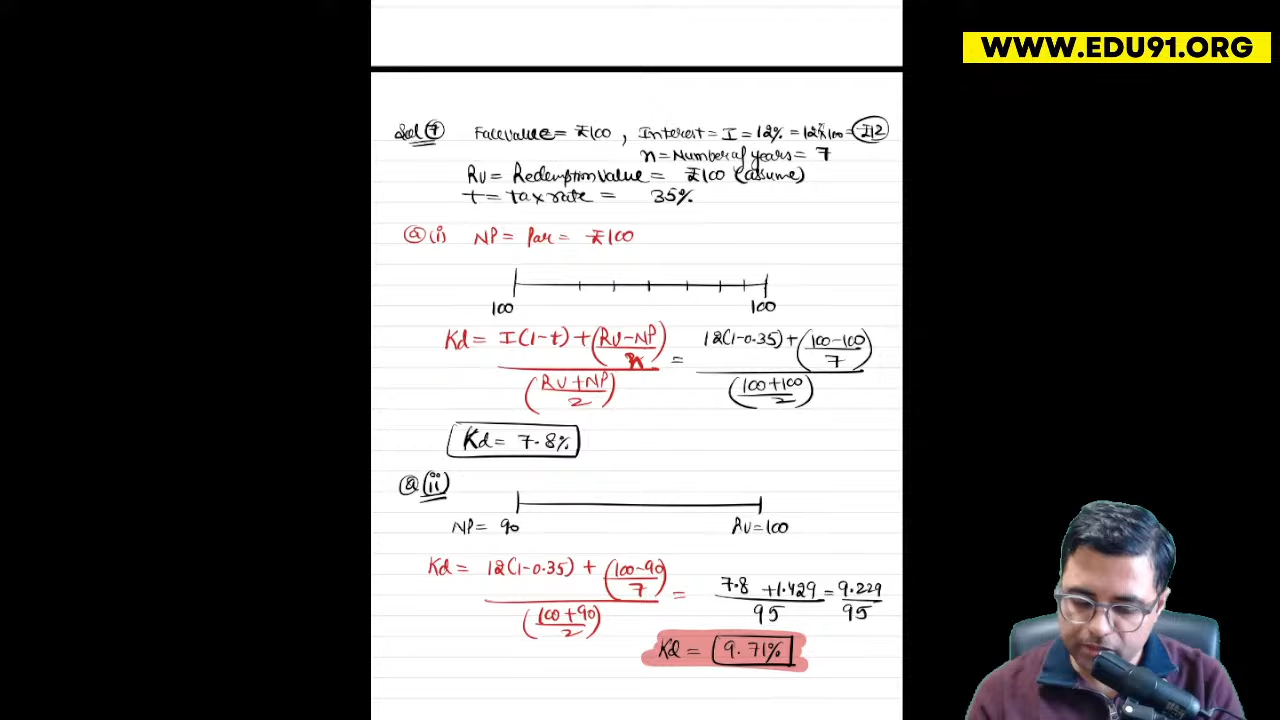 WWW.EDU91.ORG
Sol ⑦ Face value = ₹100 , Interest = I = 12% = 12% x 100 = ₹12
n = Number of years = 7
RV = Redemption value = ₹100 (assume)
t = tax rate = 35%
ⓐ (i) NP = Par = ₹100
100 100
Kd = I(1-t) + (RV-NP/n) / (RV+NP/2) = 12(1-0.35) + (100-100/7) / (100+100/2)
Kd = 7.8%
ⓐ (ii)
NP = 90 RV = 100
Kd = 12(1-0.35) + (100-90/7) / (100+90/2) = 7.8 + 1.429 / 95 = 9.229 / 95
Kd = 9.71%